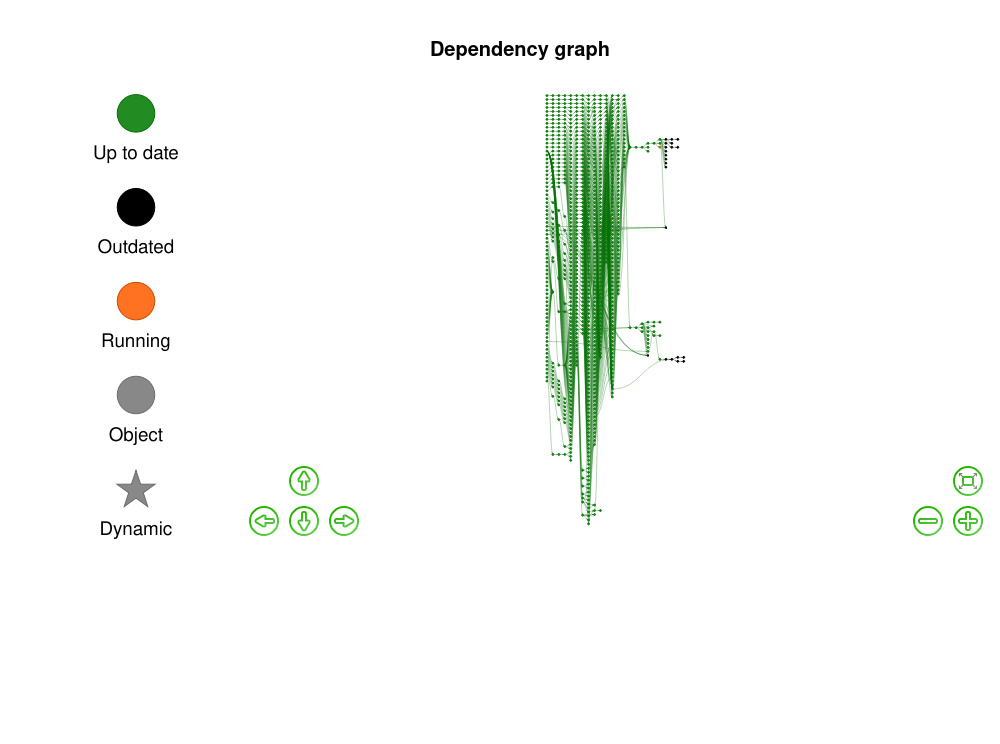 Dependency graph
Up to date
Outdated
Running
Object
Dynamic